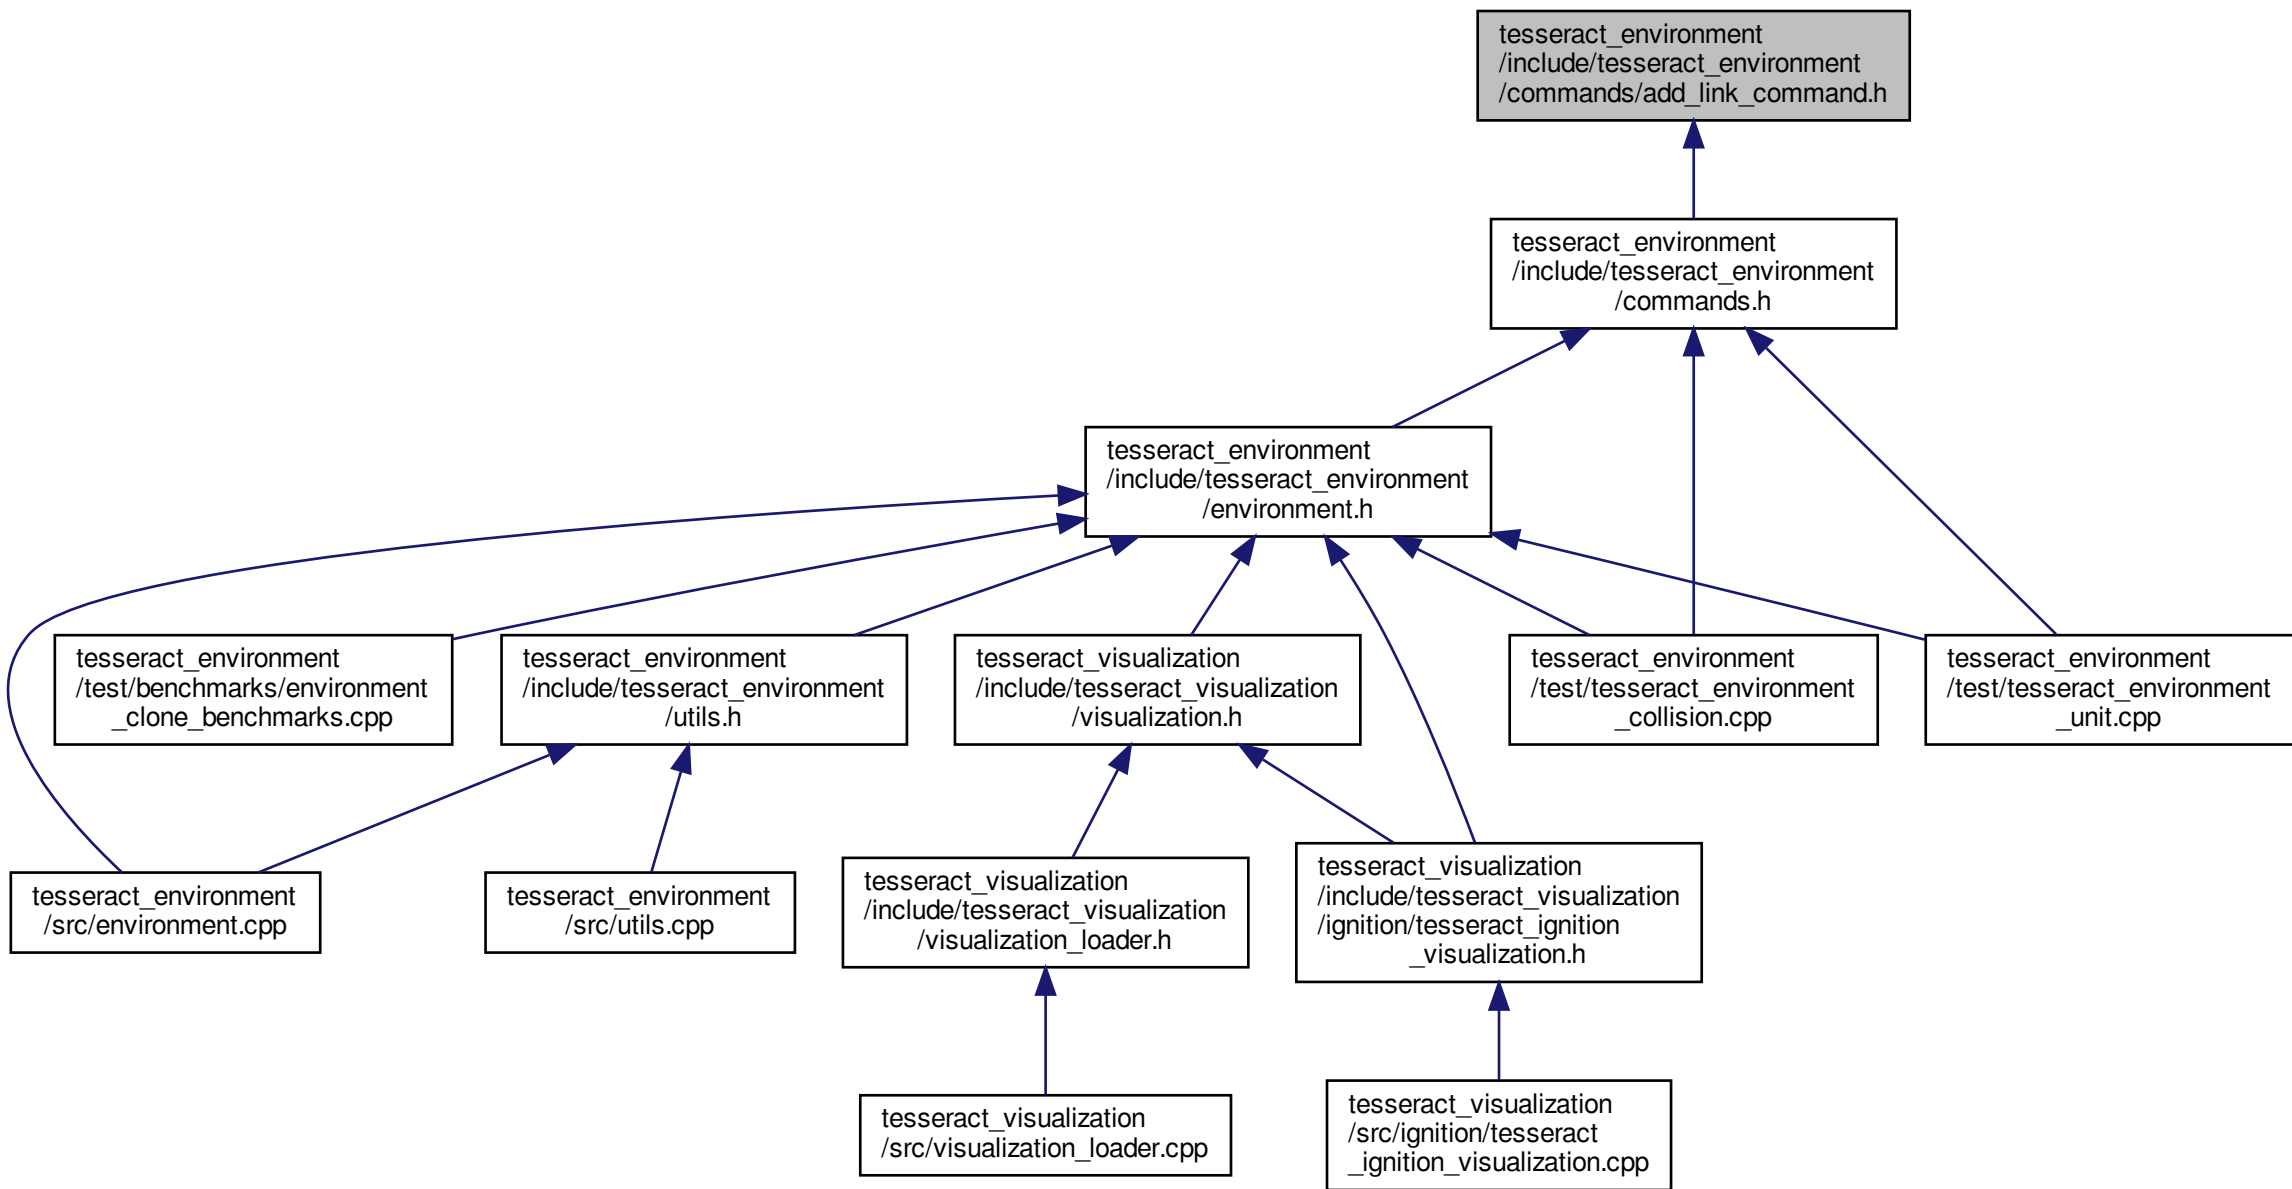 tesseract_environment
/include/tesseract_environment
/commands/add_link_command.h
tesseract_environment
/include/tesseract_environment
/commands.h
tesseract_environment
/include/tesseract_environment
/environment.h
tesseract_environment
/test/benchmarks/environment
_clone_benchmarks.cpp
tesseract_environment
/include/tesseract_environment
/utils.h
tesseract_visualization
/include/tesseract_visualization
/visualization.h
tesseract_environment
/test/tesseract_environment
_collision.cpp
tesseract_environment
/test/tesseract_environment
_unit.cpp
tesseract_environment
/src/environment.cpp
tesseract_environment
/src/utils.cpp
tesseract_visualization
/include/tesseract_visualization
/visualization_loader.h
tesseract_visualization
/include/tesseract_visualization
/ignition/tesseract_ignition
_visualization.h
tesseract_visualization
/src/visualization_loader.cpp
tesseract_visualization
/src/ignition/tesseract
_ignition_visualization.cpp